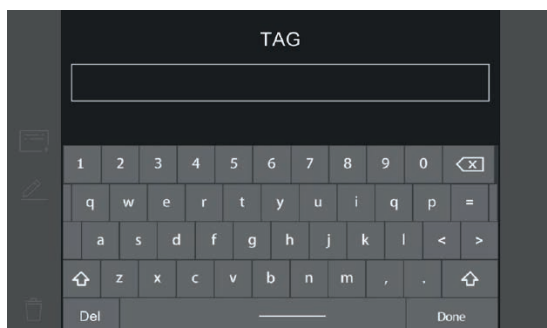 TAG
1 2 3 4 5 6 7 8 9 0
q w e r t y u i q p =
a s d f g h j k l < >
z x c v b n m , .
Del Done